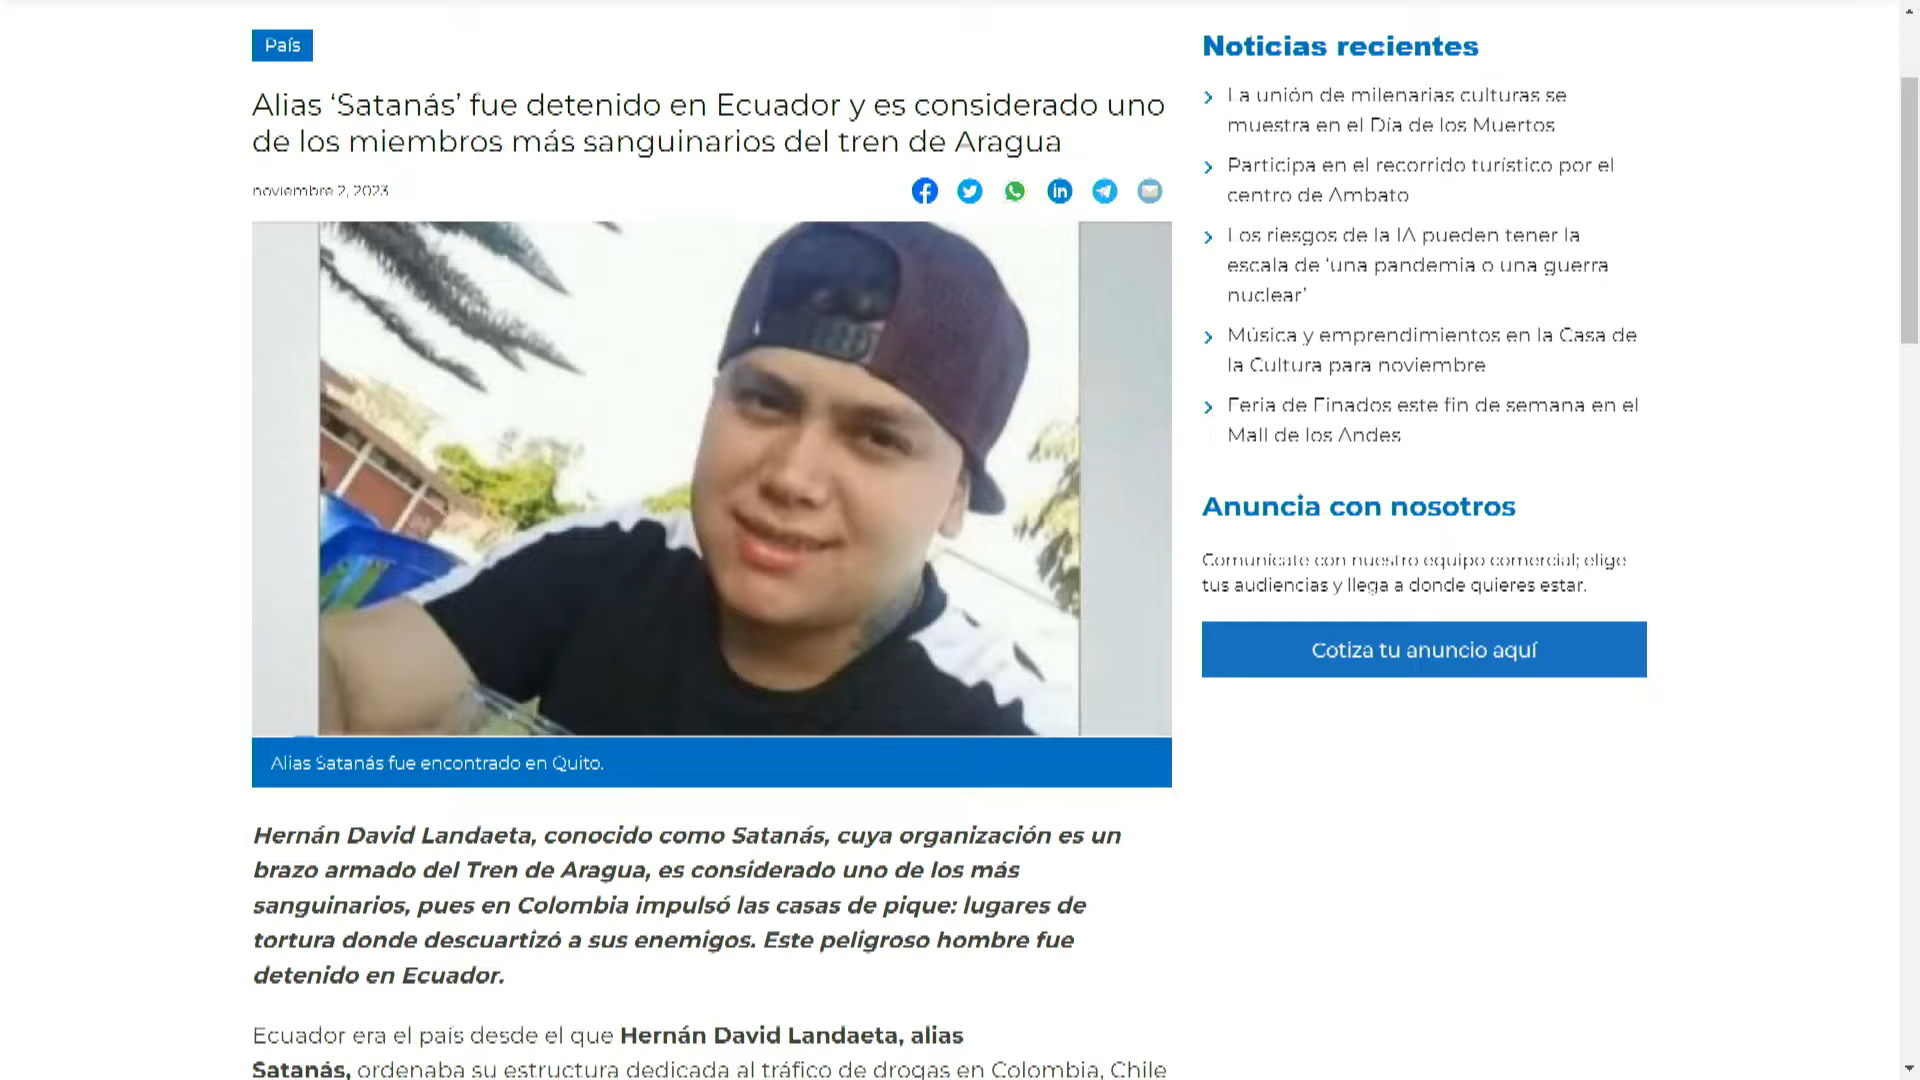 País
Alias ‘Satanás’ fue detenido en Ecuador y es considerado uno
de los miembros más sanguinarios del tren de Aragua
noviembre 2, 2023
Alias Satanás fue encontrado en Quito.
Hernán David Landaeta, conocido como Satanás, cuya organización es un
brazo armado del Tren de Aragua, es considerado uno de los más
sanguinarios, pues en Colombia impulsó las casas de pique: lugares de
tortura donde descuartizó a sus enemigos. Este peligroso hombre fue
detenido en Ecuador.
Ecuador era el país desde el que Hernán David Landaeta, alias
Satanás, ordenaba su estructura dedicada al tráfico de drogas en Colombia, Chile
Noticias recientes
La unión de milenarias culturas se
muestra en el Día de los Muertos
Participa en el recorrido turístico por el
centro de Ambato
Los riesgos de la IA pueden tener la
escala de ‘una pandemia o una guerra
nuclear’
Música y emprendimientos en la Casa de
la Cultura para noviembre
Feria de Finados este fin de semana en el
Mall de los Andes
Anuncia con nosotros
Comunícate con nuestro equipo comercial; elige
tus audiencias y llega a donde quieres estar.
Cotiza tu anuncio aquí